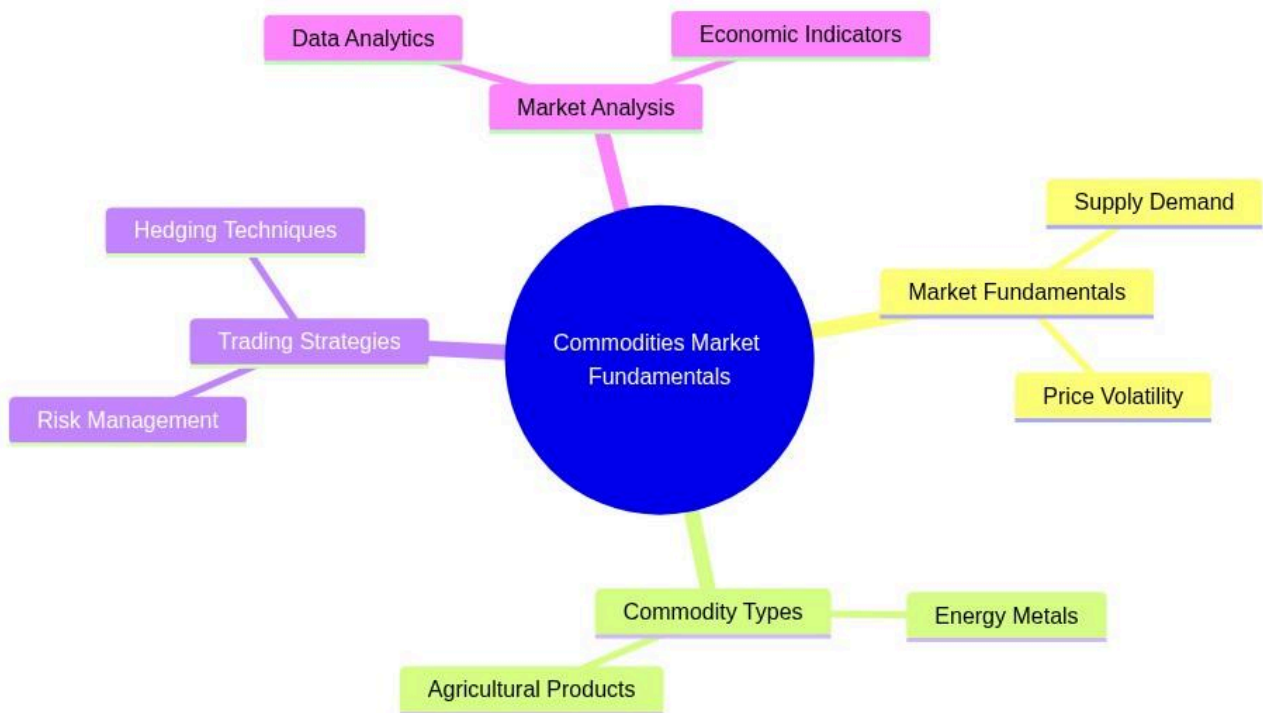 Data Analytics
Economic Indicators
Market Analysis
Supply Demand
Hedging Techniques
Market Fundamentals
Trading Strategies
Commodities Market
Fundamentals
Price Volatility
Risk Management
Commodity Types
Energy Metals
Agricultural Products